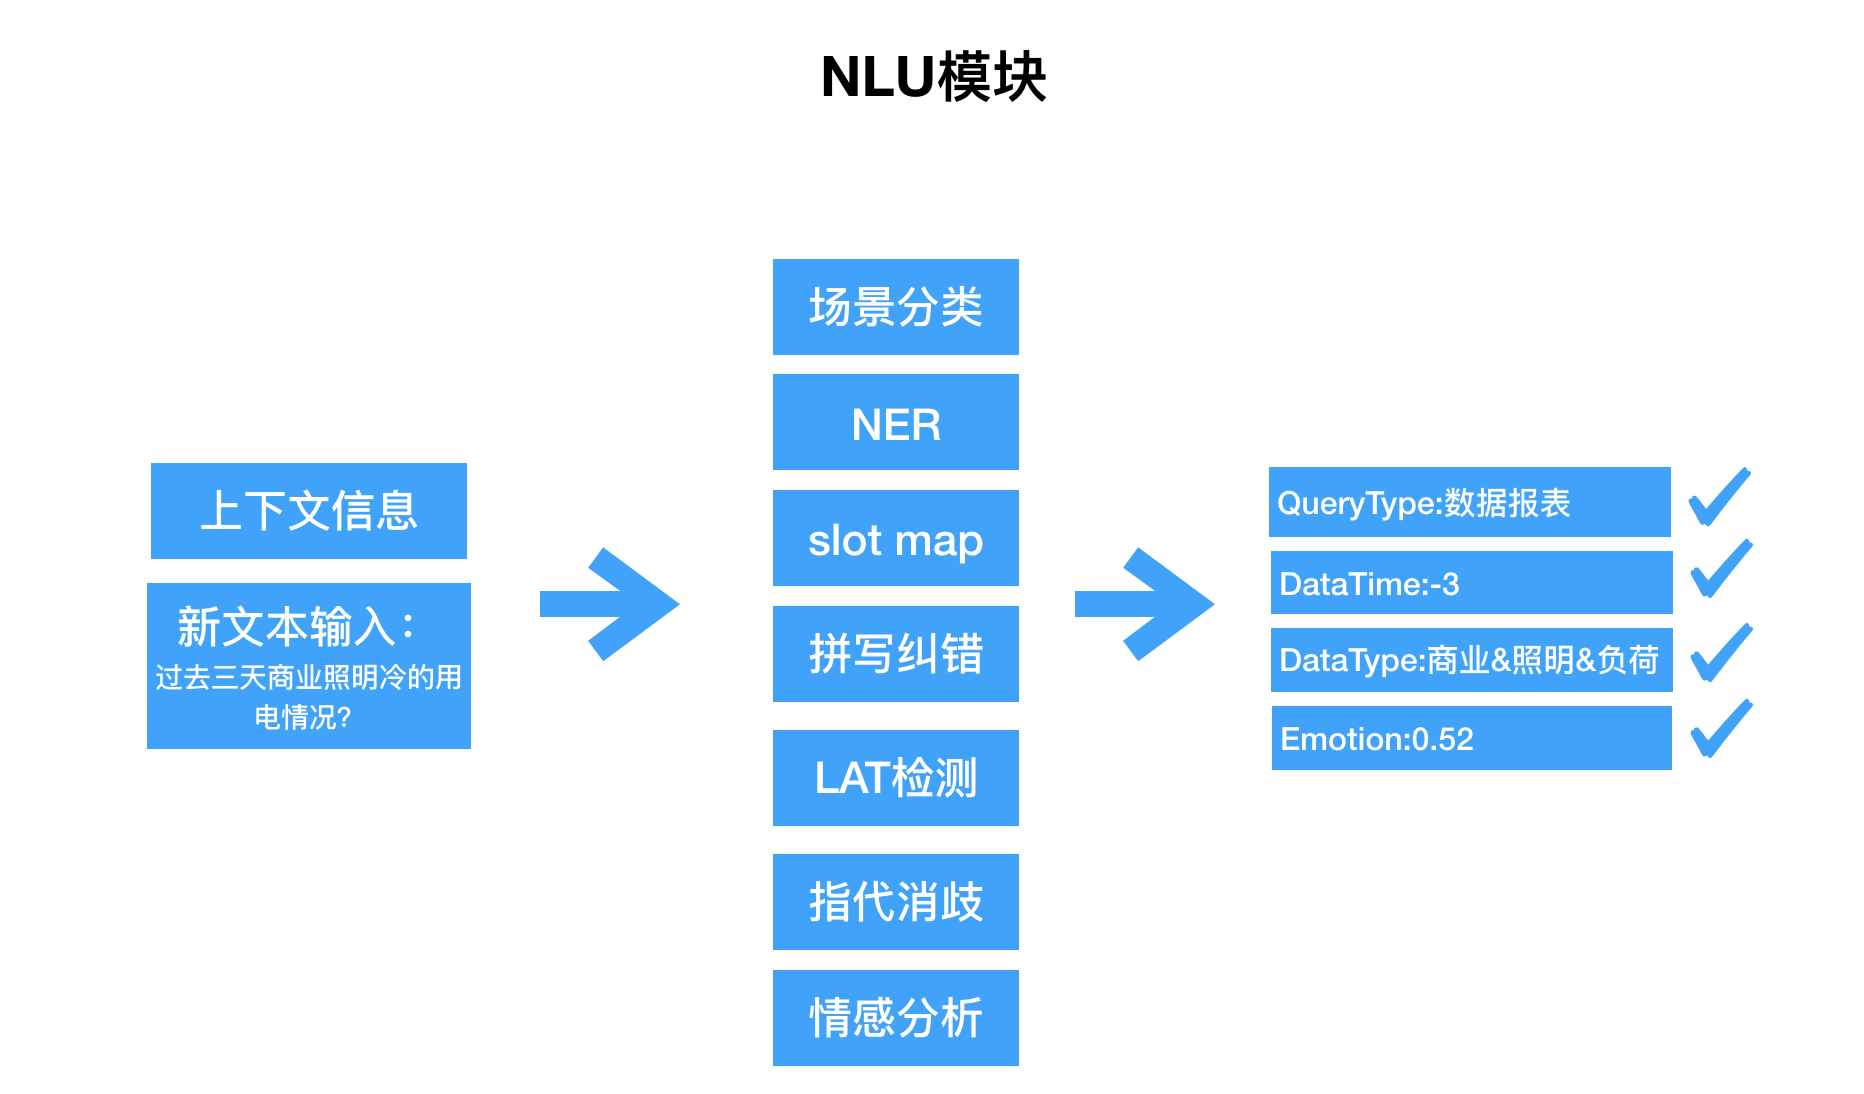 NLU模块
上下文信息
新文本输入：
过去三天商业照明冷的用
电情况?
场景分类
NER
slot map
拼写纠错
LAT检测
指代消歧
情感分析
QueryType:数据报表
DataTime:-3
DataType:商业&照明&负荷
Emotion:0.52